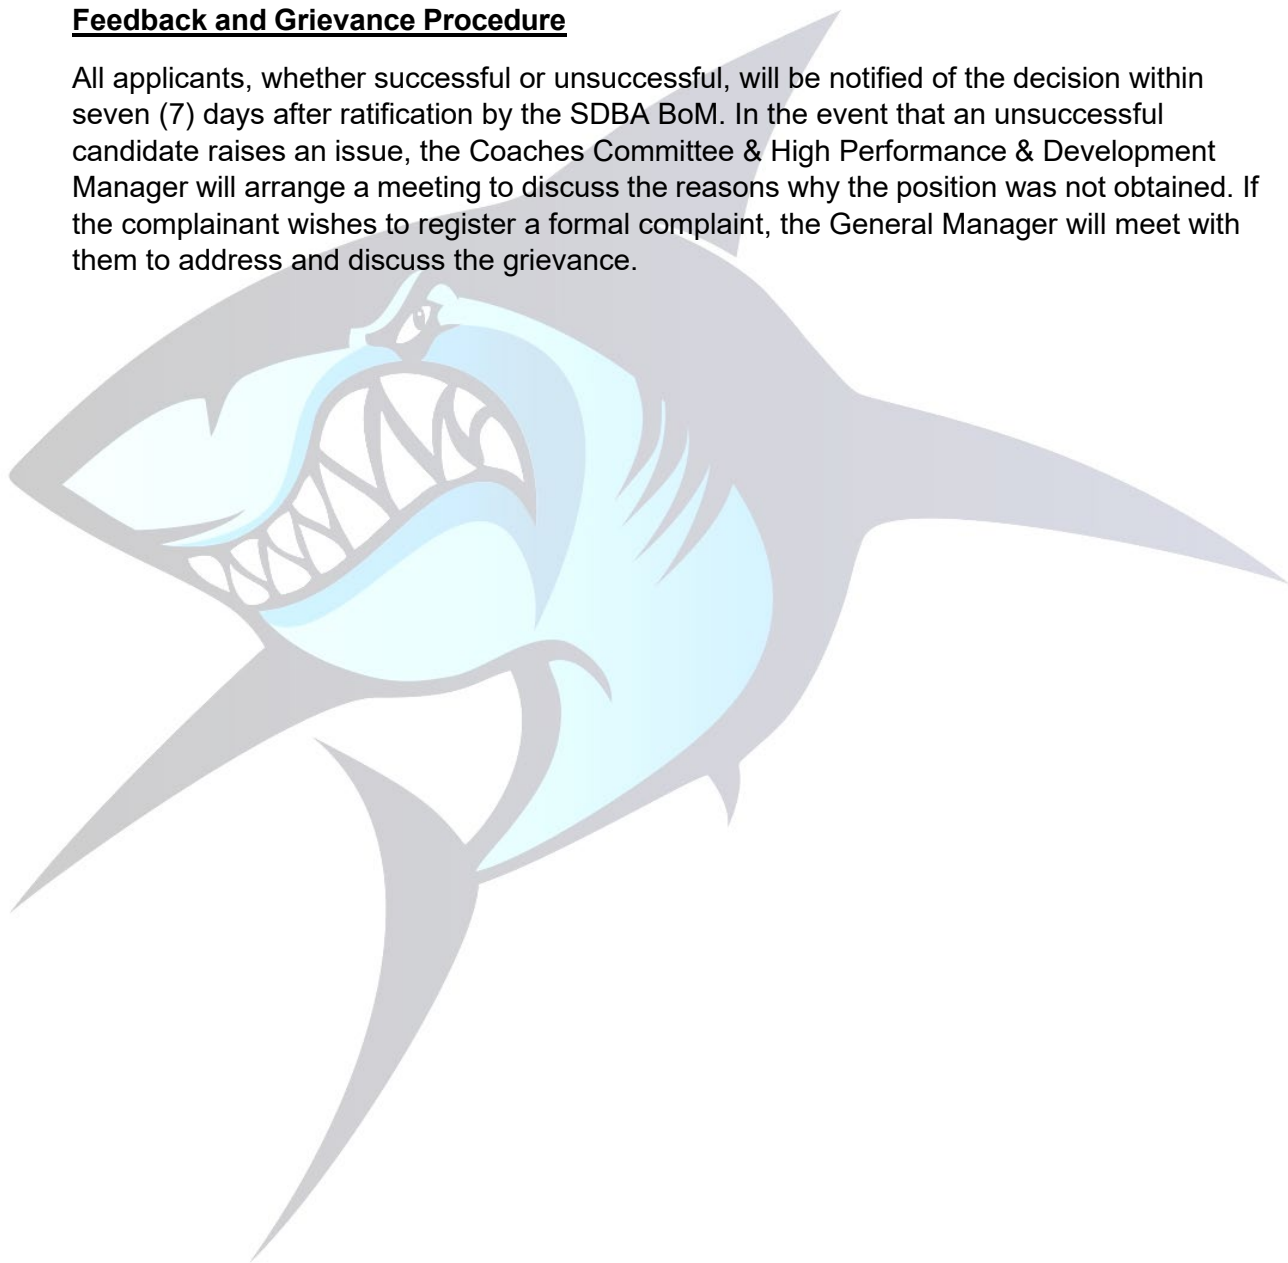 Feedback and Grievance Procedure
All applicants, whether successful or unsuccessful, will be notified of the decision within
seven (7) days after ratification by the SDBA BoM. In the event that an unsuccessful
candidate raises an issue, the Coaches Committee & High Performance & Development
Manager will arrange a meeting to discuss the reasons why the position was not obtained. If
the complainant wishes to register a formal complaint, the General Manager will meet with
them to address and discuss the grievance.